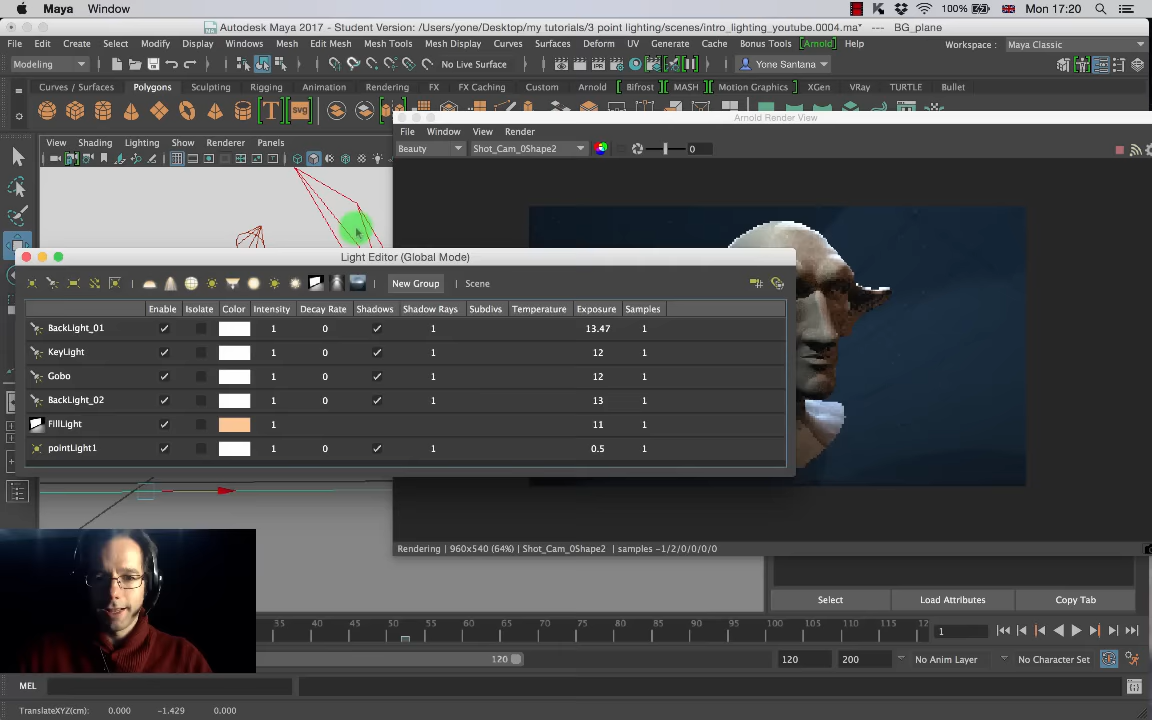 Maya Window 100% Mon 17:20
Autodesk Maya 2017 - Student Version: /Users/yone/Desktop/my tutorials/3 point lighting/scenes/intro_lighting_youtube.0004.ma* --- BG_plane
File Edit Create Select Modify Display Windows Mesh Edit Mesh Mesh Tools Mesh Display Curves Surfaces Deform UV Generate Cache Bonus Tools Arnold Help Workspace : Maya Classic
Modeling No Live Surface Yone Santana
Curves / Surfaces Polygons Sculpting Rigging Animation Rendering FX FX Caching Custom Arnold Bifrost MASH Motion Graphics XGen VRay TURTLE Bullet
T svg
Arnold Render View
File Window View Render
View Shading Lighting Show Renderer Panels
Beauty Shot_Cam_0Shape2 0
Light Editor (Global Mode)
New Group Scene
Enable Isolate Color Intensity Decay Rate Shadows Shadow Rays Subdivs Temperature Exposure Samples
BackLight_01 1 0 1 13.47 1
KeyLight 1 0 1 12 1
Gobo 1 0 1 12 1
BackLight_02 1 0 1 13 1
FillLight 1 11 1
pointLight1 1 0 1 0.5 1
Rendering | 960x540 (64%) | Shot_Cam_0Shape2 | samples -1/2/0/0/0/0
Select Load Attributes Copy Tab
35 40 45 50 55 60 65 70 75 80 85 90 95 100 105 110 115 12 1
120 120 200 No Anim Layer No Character Set
MEL
TranslateXYZ(cm): 0.000 -1.429 0.000